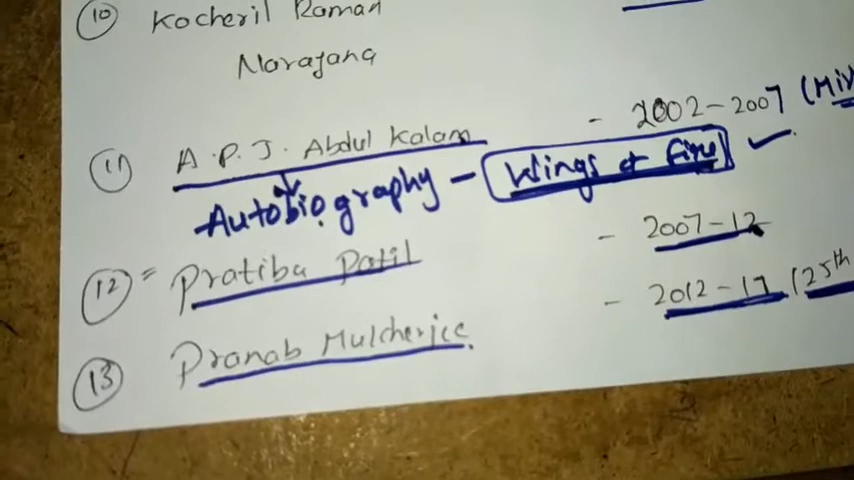 10 Kocheril Raman
Narayana
11 A.P.J. Abdul Kalam - 2002-2007 (Mi
Autobiography - Wings of Fire
12 = Pratiba Patil - 2007-12
13 Pranab Mukherjee. - 2012-17 (25th